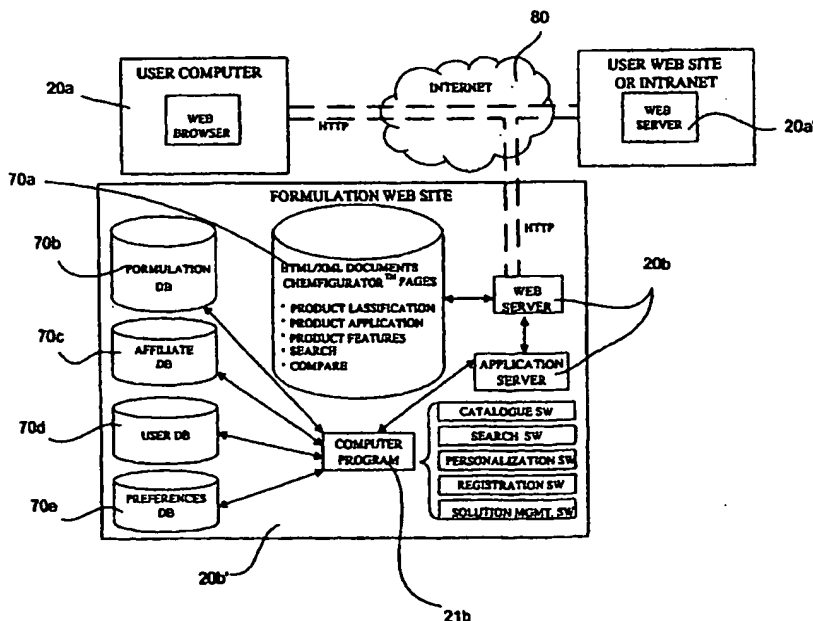 80
USER COMPUTER
20a
WEB
BROWSER
HTTP
INTERNET
USER WEB SITE
OR INTRANET
WEB
SERVER
20a'
70a
FORMULATION WEB SITE
HTTP
70b
FORMULATION
DB
HTML/XML DOCUMENTS
CHEMFIGURATOR™ PAGES
• PRODUCT LASSIFICATION
• PRODUCT APPLICATION
• PRODUCT FEATURES
• SEARCH
• COMPARE
20b
WEB
SERVER
70c
AFFILIATE
DB
APPLICATION
SERVER
70d
USER DB
COMPUTER
PROGRAM
CATALOGUE SW
SEARCH SW
PERSONALIZATION SW
REGISTRATION SW
SOLUTION MGMT. SW
70e
PREFERENCES
DB
20b'
21b